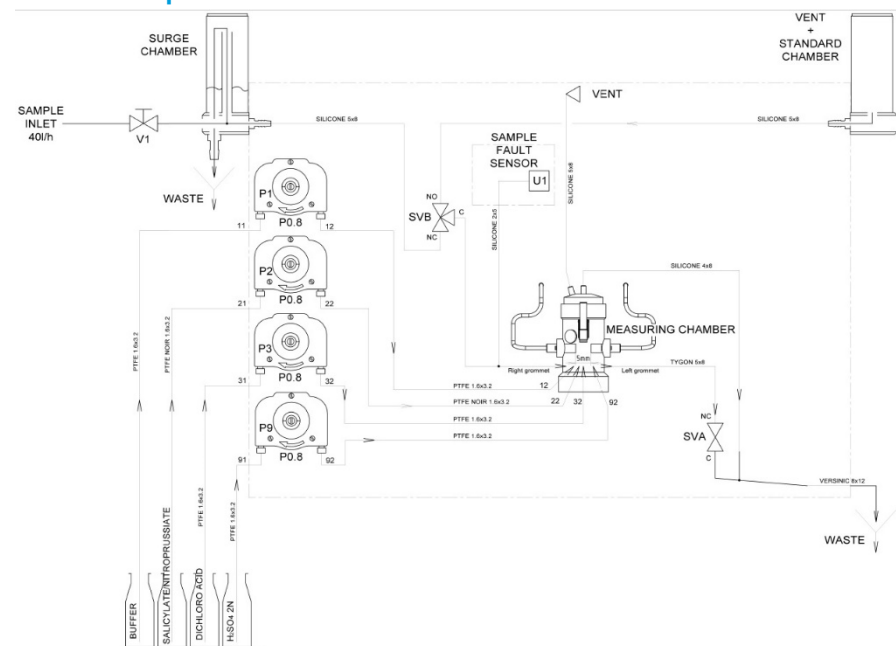 SURGE
CHAMBER
VENT
+
STANDARD
CHAMBER
SAMPLE
INLET
40l/h
V1
SILICONE 5x8
VENT
SILICONE 5x8
WASTE
SAMPLE
FAULT
SENSOR
U1
NO
SVB
C
NC
SILICONE 2x5
SILICONE 5x8
P1
P0.8
11
12
P2
P0.8
21
22
P3
P0.8
31
32
P9
P0.8
91
92
SILICONE 4x6
MEASURING CHAMBER
5mm
Right grommet
Left grommet
TYGON 5x8
PTFE 1.6x3.2
12
PTFE NOIR 1.6x3.2
22
32
92
PTFE 1.6x3.2
PTFE 1.6x3.2
NC
SVA
C
VERSINIC 8x12
WASTE
PTFE 1.6x3.2
PTFE NOIR 1.6x3.2
PTFE 1.6x3.2
PTFE 1.6x3.2
BUFFER
SALICYLATE/NITROPRUSSIATE
DICHLORO ACID
H₂SO₄ 2N